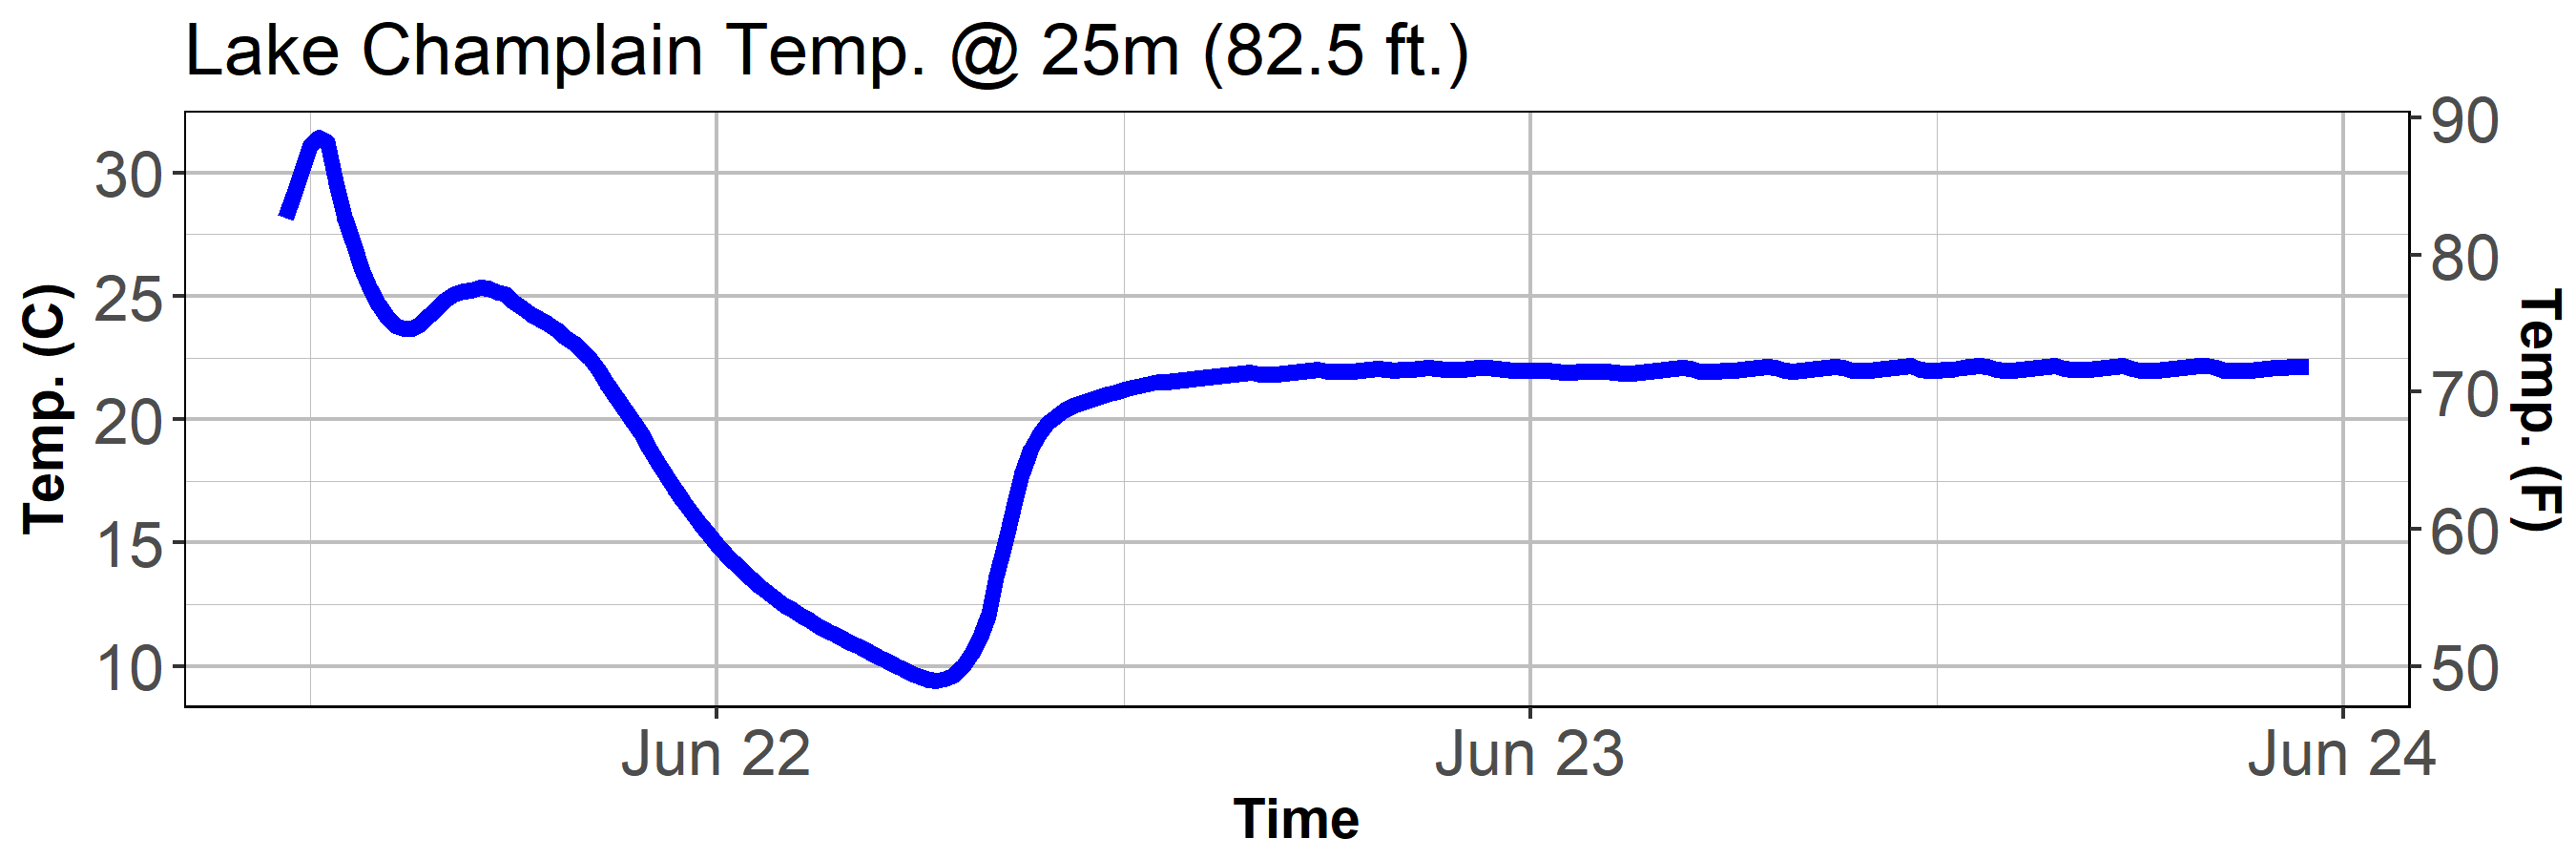 Lake Champlain Temp. @ 25m (82.5 ft.)
Temp. (C)
30
25
20
15
10
90
80
70
60
50
Temp. (F)
Jun 22
Jun 23
Jun 24
Time